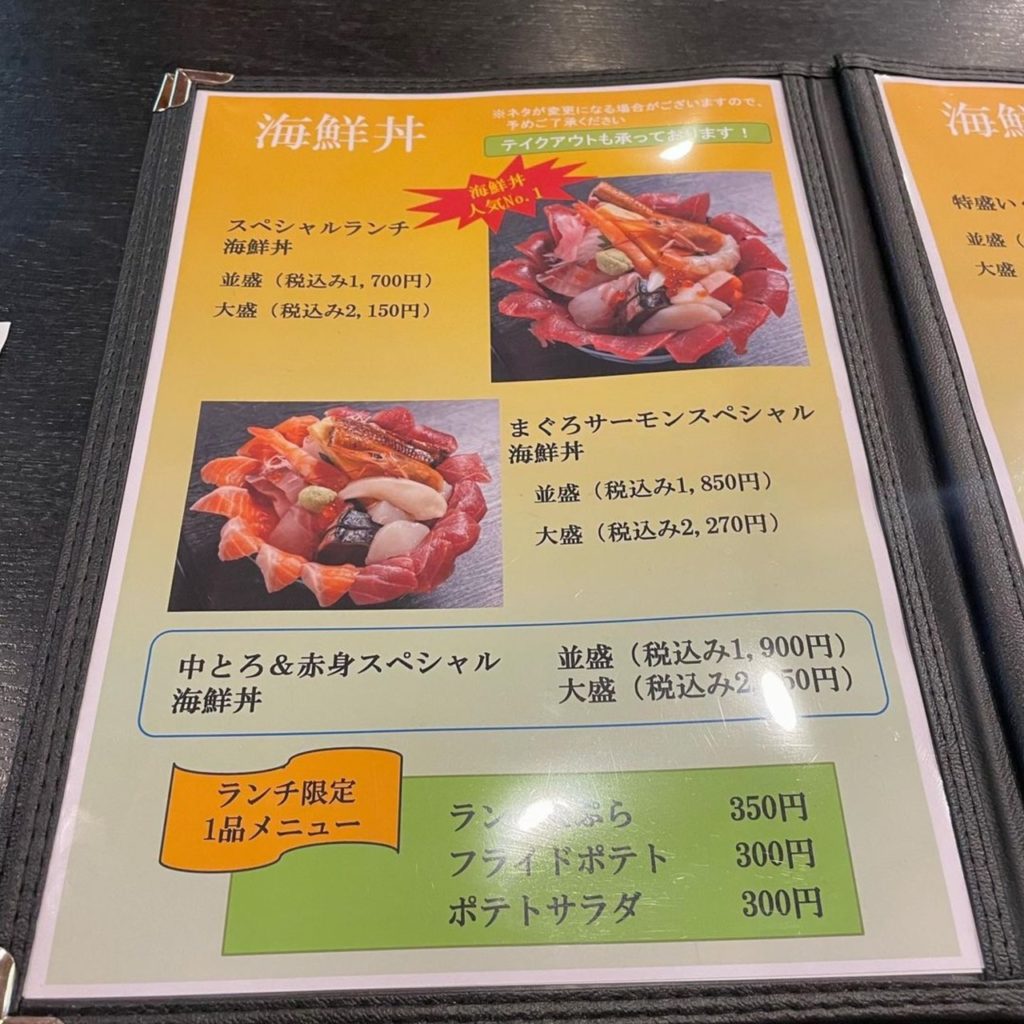 海鮮丼
※ネタが変更になる場合がございますので、
予めご了承ください
テイクアウトも承っております！
海鮮丼
人気No.1
スペシャルランチ
海鮮丼
並盛（税込み1,700円）
大盛（税込み2,150円）
まぐろサーモンスペシャル
海鮮丼
並盛（税込み1,850円）
大盛（税込み2,270円）
中とろ＆赤身スペシャル
海鮮丼
並盛（税込み1,900円）
大盛（税込み
ランチ限定
1品メニュー
350円
フライドポテト 300円
ポテトサラダ 300円
海鮮
特盛い
並盛（
大盛